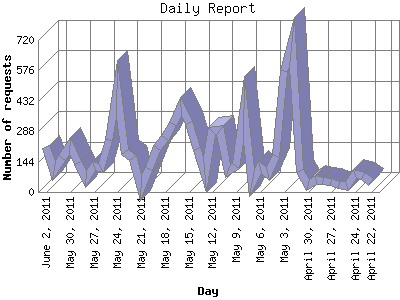 Daily Report
Number of requests
720
576
432
288
144
0
June 2, 2011
May 30, 2011
May 27, 2011
May 24, 2011
May 21, 2011
May 18, 2011
May 15, 2011
May 12, 2011
May 9, 2011
May 6, 2011
May 3, 2011
April 30, 2011
April 27, 2011
April 24, 2011
April 22, 2011
Day